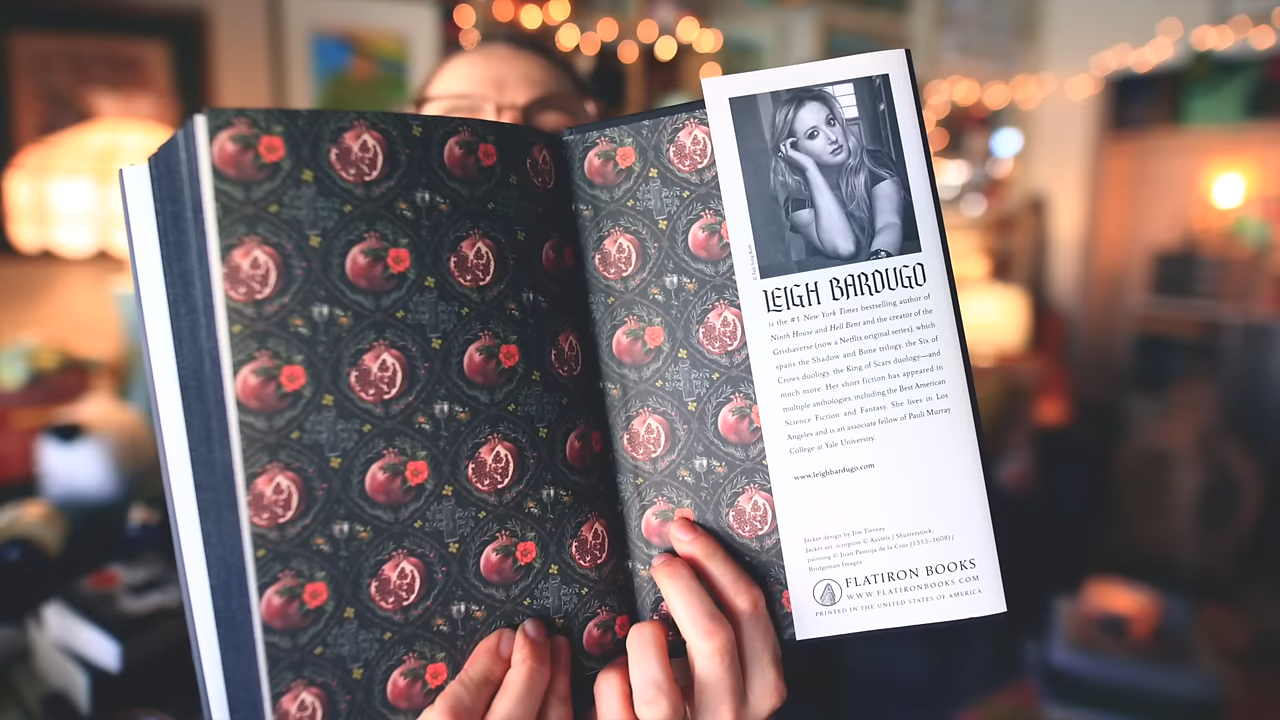 LEIGH BARDUGO
is the #1 New York Times bestselling author of
Ninth House and Hell Bent and the creator of the
Grishaverse (now a Netflix original series), which
spans the Shadow and Bone trilogy, the Six of
Crows duology, the King of Scars duology—and
much more. Her short fiction has appeared in
multiple anthologies, including the Best American
Science Fiction and Fantasy. She lives in Los
Angeles and is an associate fellow of Pauli Murray
College at Yale University.
www.leighbardugo.com
Jacket design by Jim Tierney
Jacket art: scorpion © Aastels / Shutterstock;
painting © Juan Pantoja de la Cruz (1553–1608) /
Bridgeman Images
FLATIRON BOOKS
WWW.FLATIRONBOOKS.COM
PRINTED IN THE UNITED STATES OF AMERICA